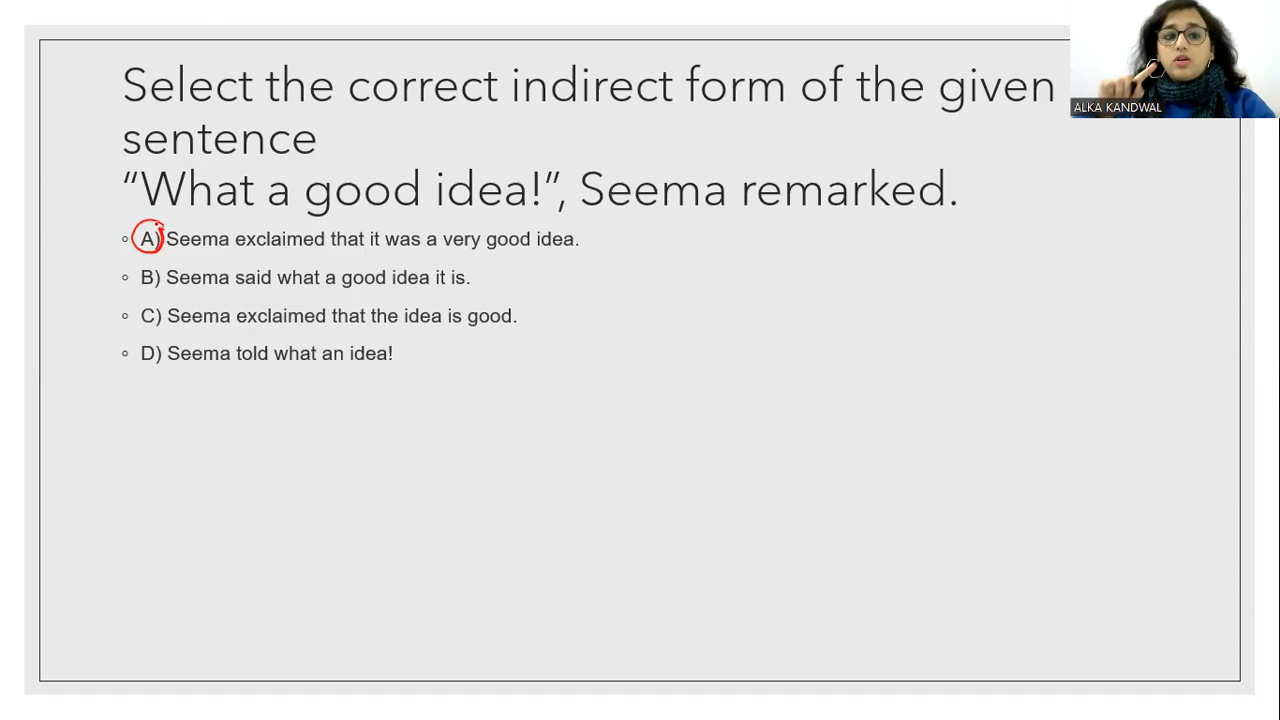 Select the correct indirect form of the given
sentence
“What a good idea!”, Seema remarked.
A) Seema exclaimed that it was a very good idea.
B) Seema said what a good idea it is.
C) Seema exclaimed that the idea is good.
D) Seema told what an idea!
ALKA KANDWAL